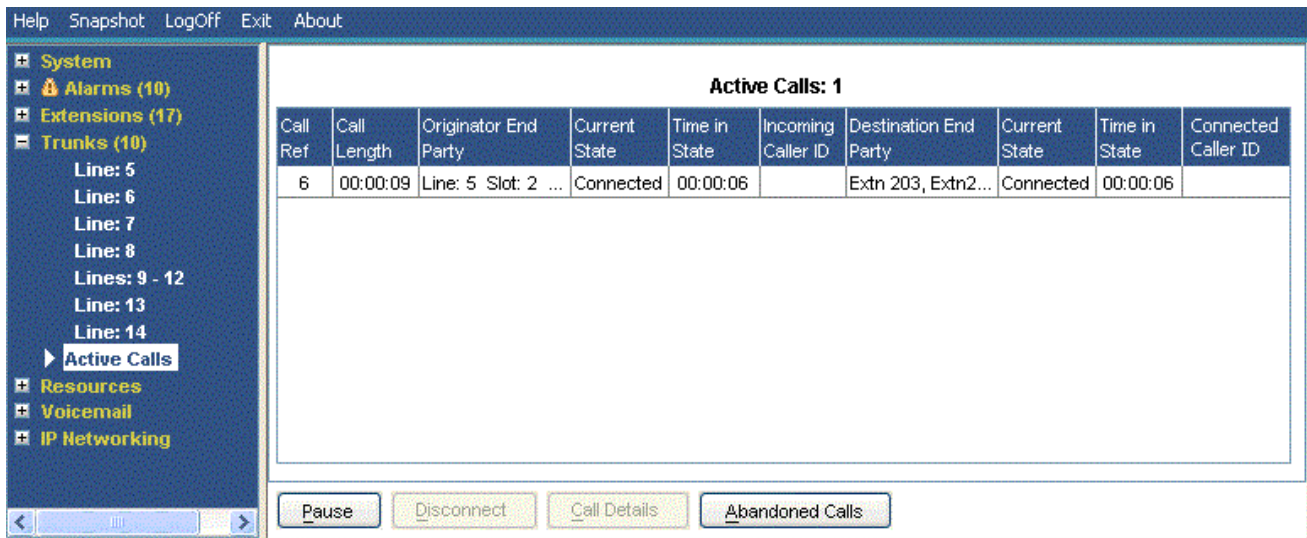 Help Snapshot LogOff Exit About
System
Alarms (10)
Extensions (17)
Trunks (10)
Line: 5
Line: 6
Line: 7
Line: 8
Lines: 9 - 12
Line: 13
Line: 14
Active Calls
Resources
Voicemail
IP Networking
Active Calls: 1
Call Ref Call Length Originator End Party Current State Time in State Incoming Caller ID Destination End Party Current State Time in State Connected Caller ID
6 00:00:09 Line: 5 Slot: 2 ... Connected 00:00:06 Extn 203, Extn2... Connected 00:00:06
Pause Disconnect Call Details Abandoned Calls